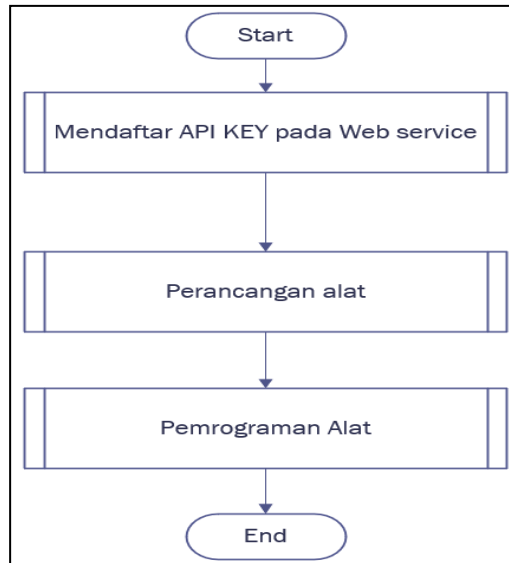 Start
Mendaftar API KEY pada Web service
Perancangan alat
Pemrograman Alat
End